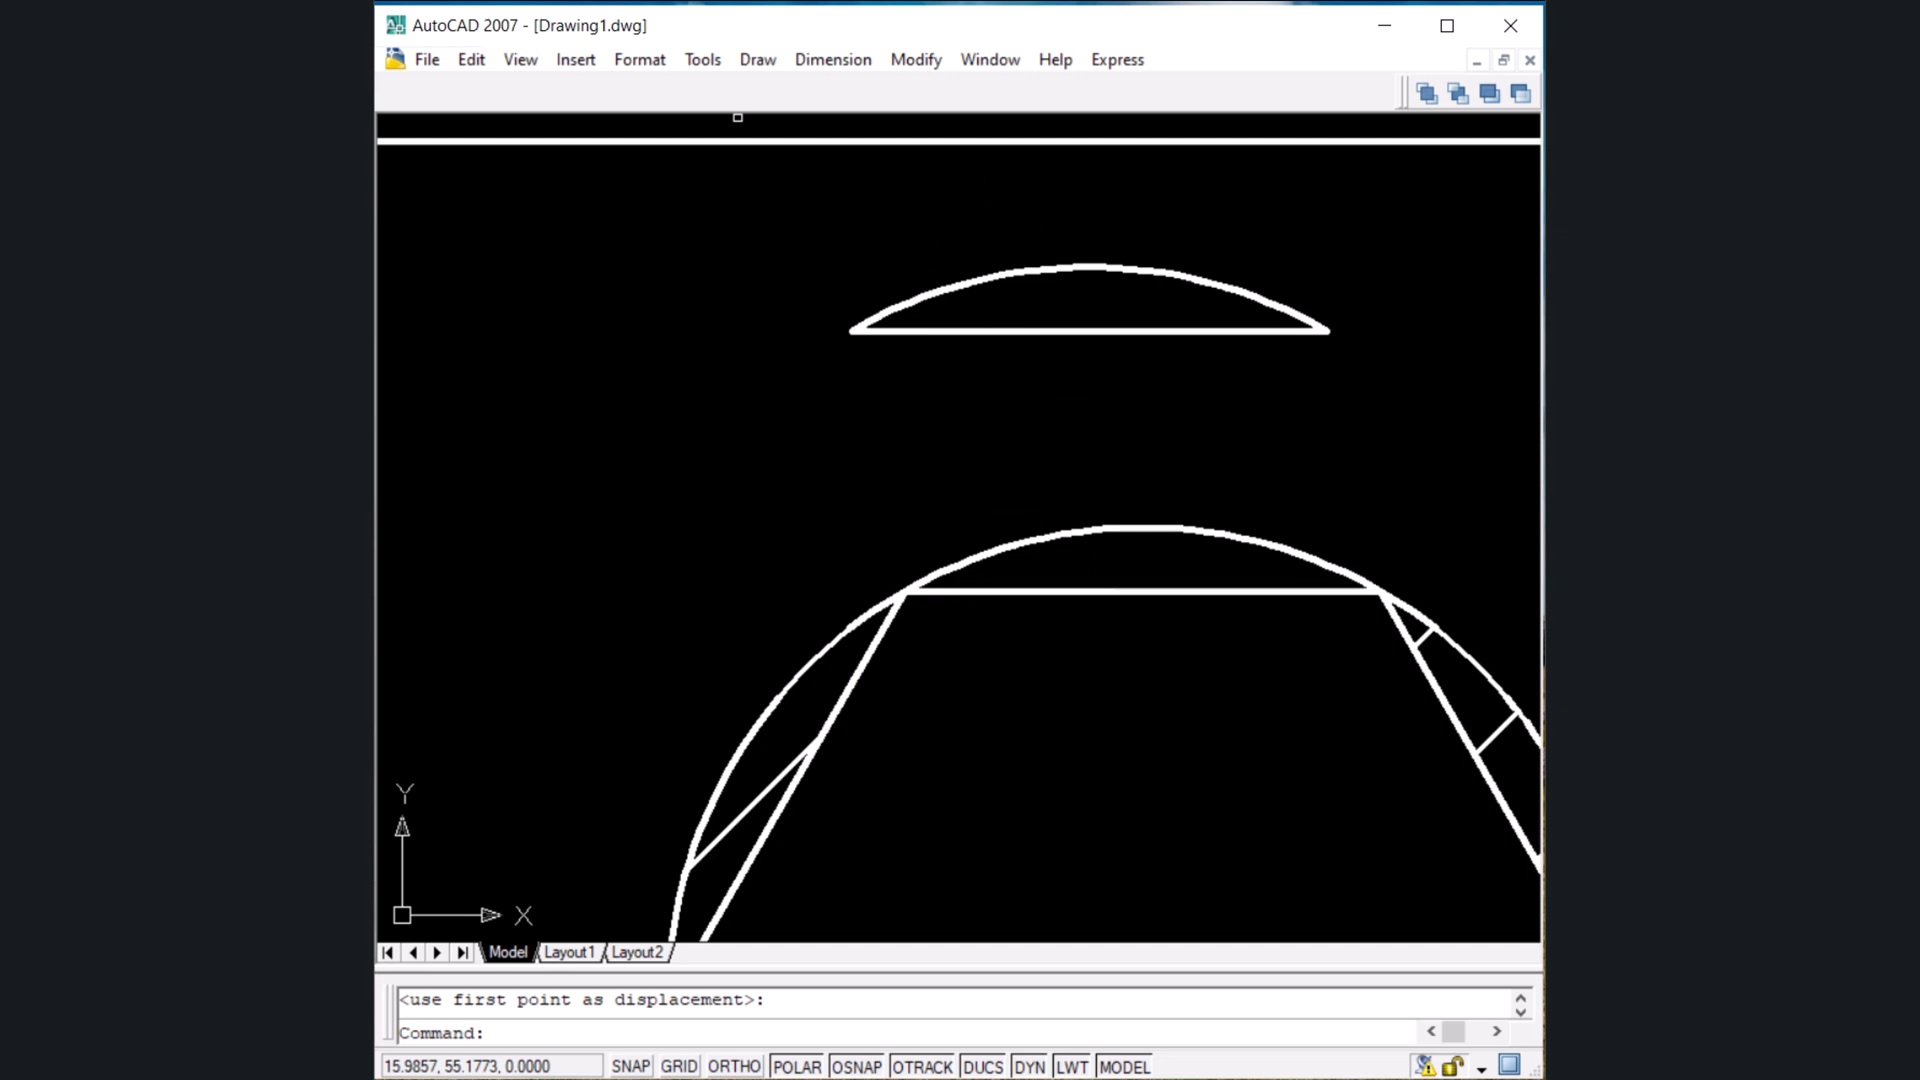 AutoCAD 2007 - [Drawing1.dwg]
File Edit View Insert Format Tools Draw Dimension Modify Window Help Express
Y
X
Model Layout1 Layout2
<use first point as displacement>:
Command:
15.9857, 55.1773, 0.0000 SNAP GRID ORTHO POLAR OSNAP OTRACK DUCS DYN LWT MODEL